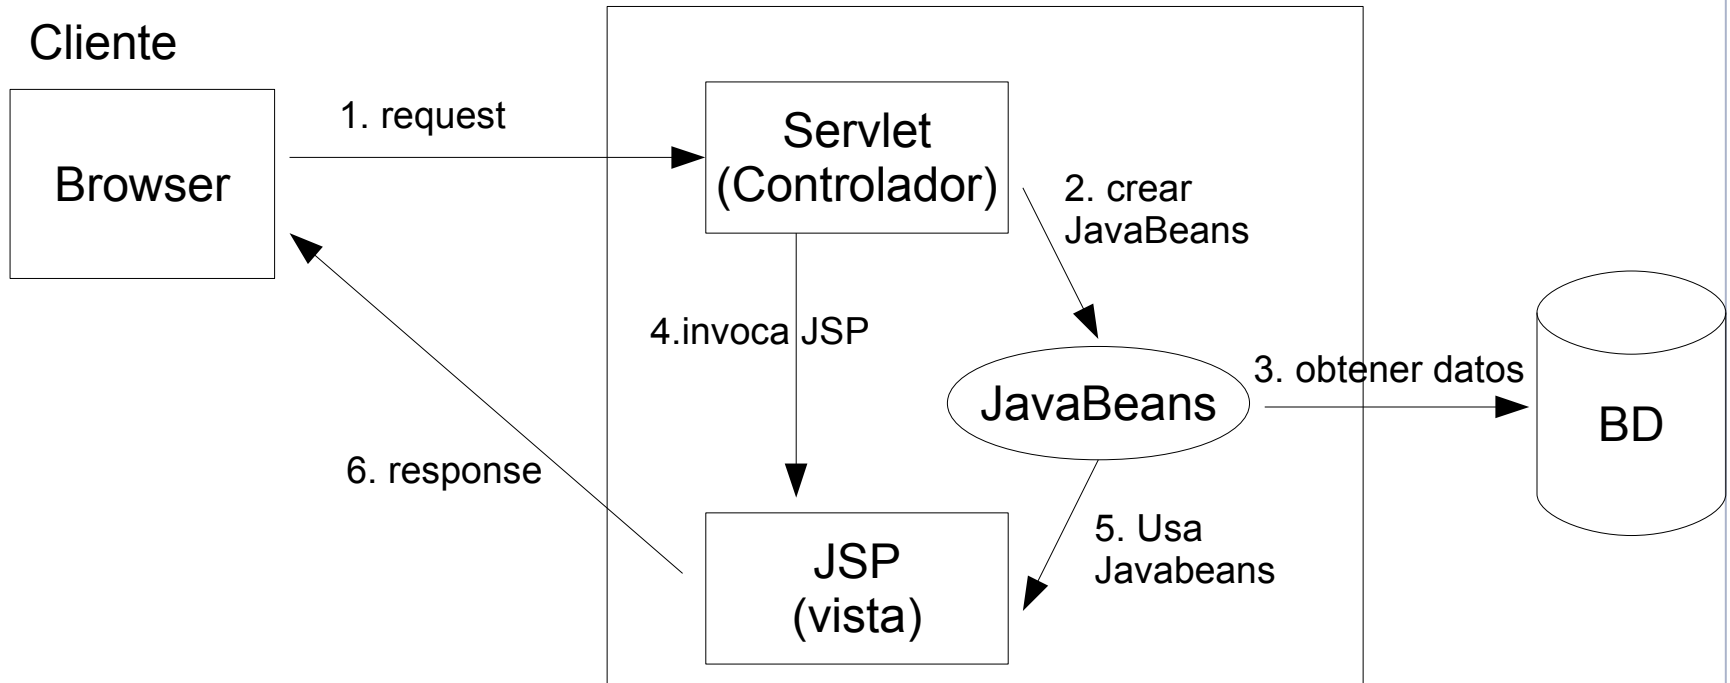 Cliente
Browser
1. request
Servlet
(Controlador)
2. crear
JavaBeans
4.invoca JSP
JavaBeans
3. obtener datos
BD
6. response
5. Usa
Javabeans
JSP
(vista)